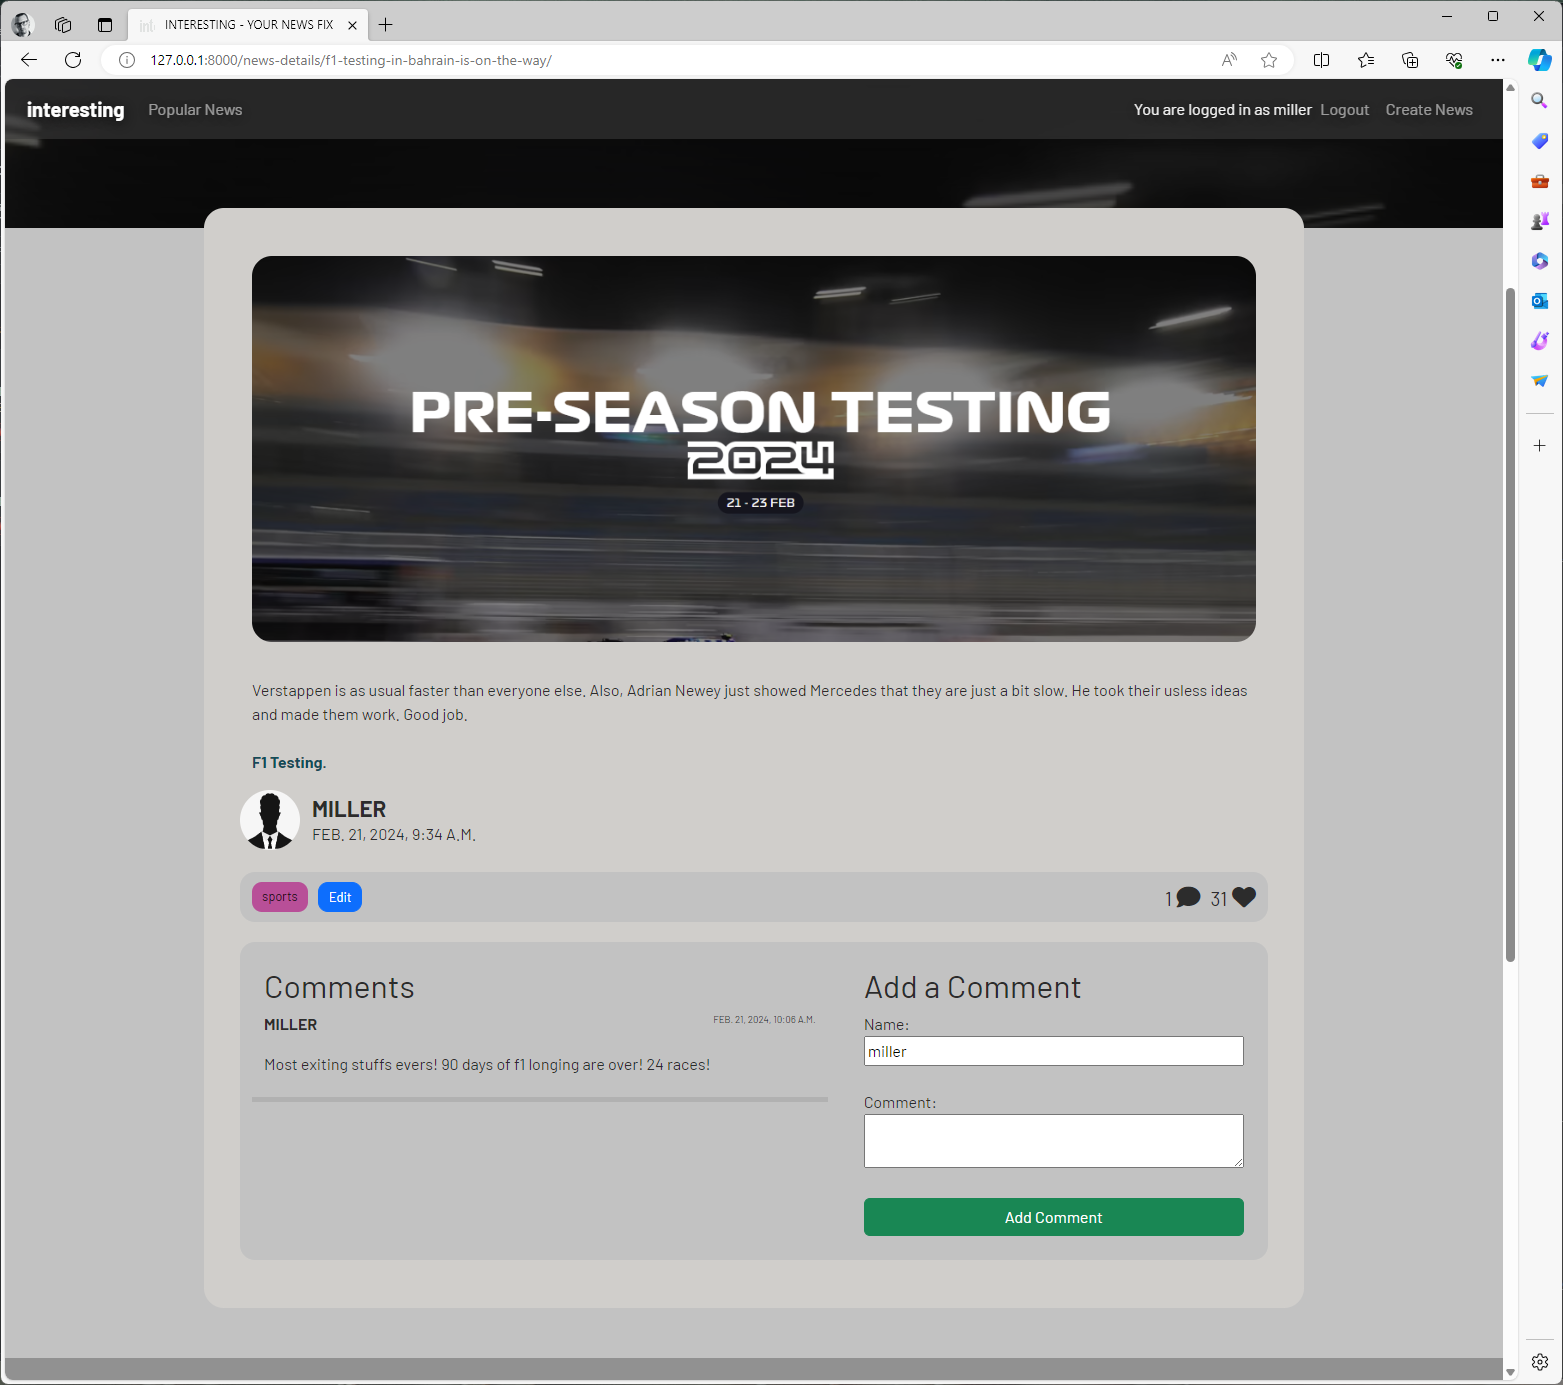 INTERESTING - YOUR NEWS FIX
127.0.0.1:8000/news-details/f1-testing-in-bahrain-is-on-the-way/
interesting Popular News You are logged in as miller Logout Create News
PRE-SEASON TESTING
2024
21 - 23 FEB
Verstappen is as usual faster than everyone else. Also, Adrian Newey just showed Mercedes that they are just a bit slow. He took their usless ideas
and made them work. Good job.
F1 Testing.
MILLER
FEB. 21, 2024, 9:34 A.M.
sports Edit 1 31
Comments
MILLER FEB. 21, 2024, 10:06 A.M.
Most exiting stuffs evers! 90 days of f1 longing are over! 24 races!
Add a Comment
Name:
miller
Comment:
Add Comment